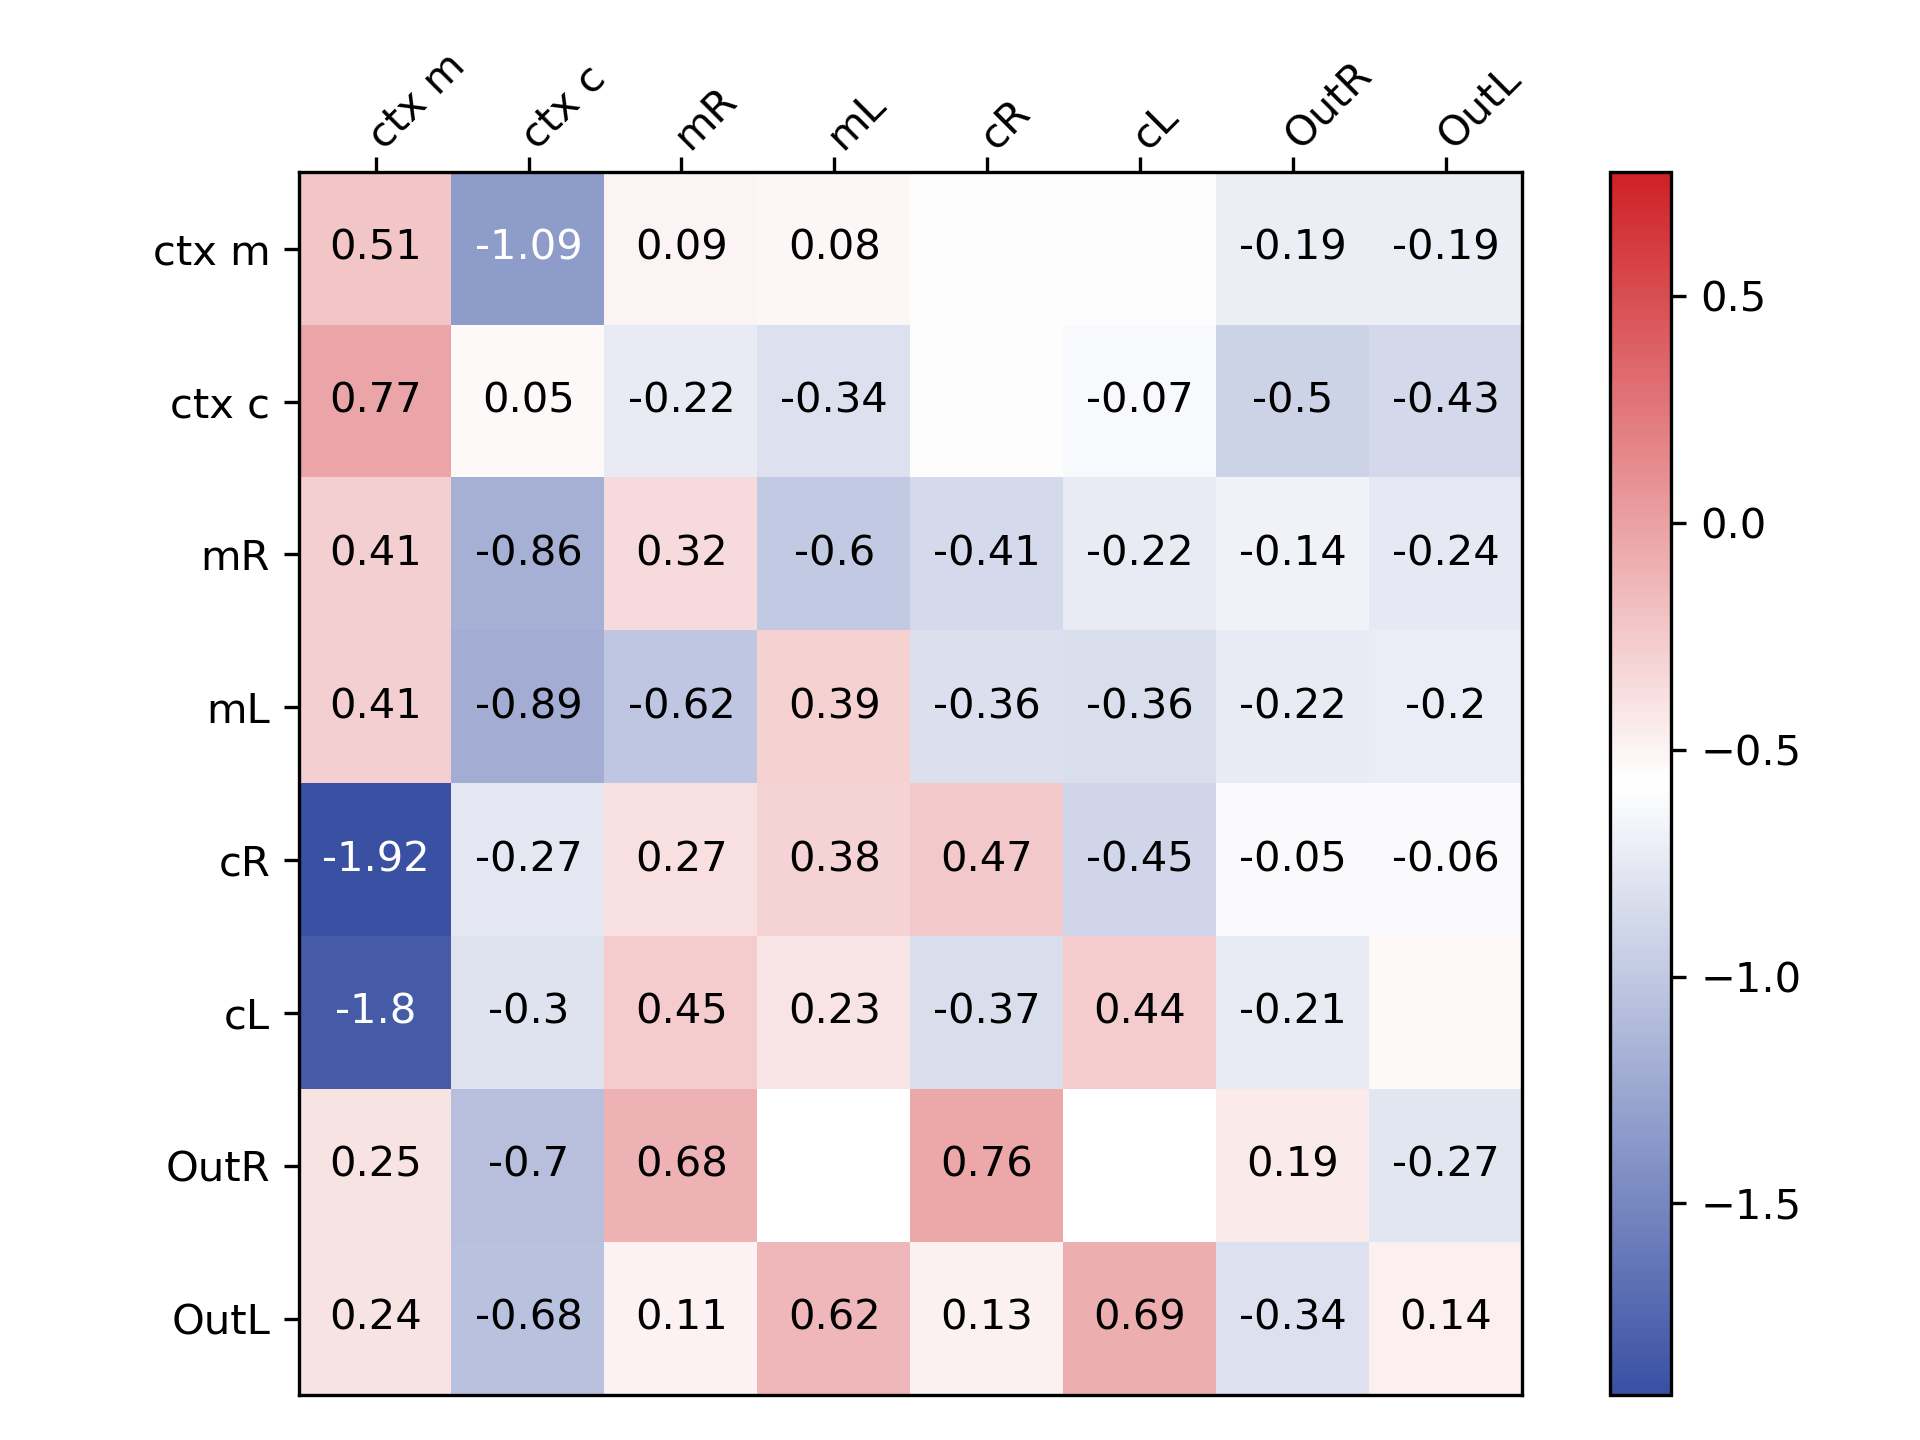 ctx m ctx c mR mL cR cL OutR OutL
ctx m 0.51 -1.09 0.09 0.08 -0.19 -0.19
0.5
ctx c 0.77 0.05 -0.22 -0.34 -0.07 -0.5 -0.43
0.0
mR 0.41 -0.86 0.32 -0.6 -0.41 -0.22 -0.14 -0.24
mL 0.41 -0.89 -0.62 0.39 -0.36 -0.36 -0.22 -0.2
−0.5
cR -1.92 -0.27 0.27 0.38 0.47 -0.45 -0.05 -0.06
−1.0
cL -1.8 -0.3 0.45 0.23 -0.37 0.44 -0.21
OutR 0.25 -0.7 0.68 0.76 0.19 -0.27
−1.5
OutL 0.24 -0.68 0.11 0.62 0.13 0.69 -0.34 0.14